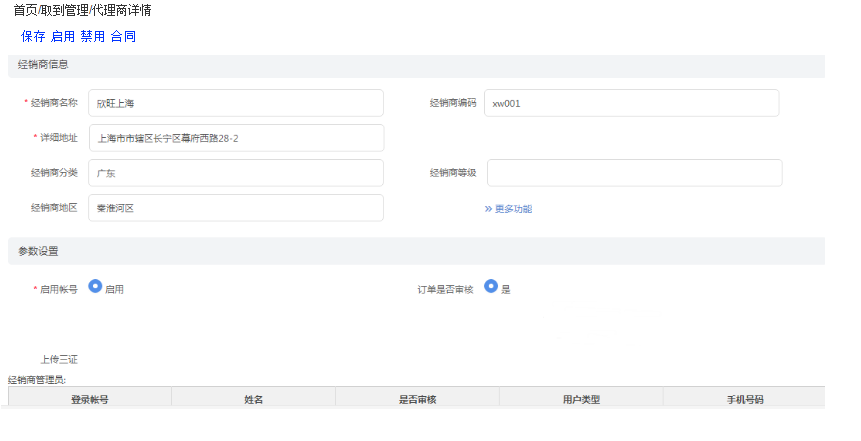 首页/取到管理/代理商详情
保存 启用 禁用 合同
经销商信息
* 经销商名称 欣旺上海 经销商编码 xw001
* 详细地址 上海市市辖区长宁区幕府西路28-2
经销商分类 广东 经销商等级
经销商地区 秦淮河区 » 更多功能
参数设置
* 启用帐号 启用 订单是否审核 是
上传三证
经销商管理员:
登录帐号 姓名 是否审核 用户类型 手机号码